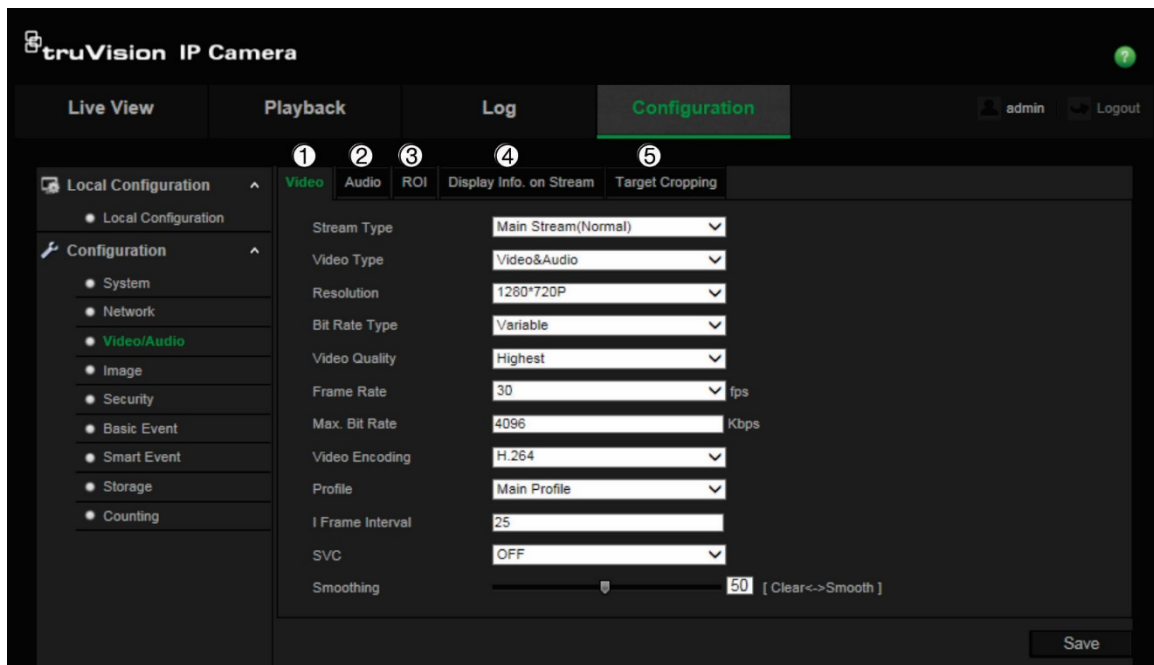 truVision IP Camera
?
Live View Playback Log Configuration admin Logout
1 2 3 4 5
Video Audio ROI Display Info. on Stream Target Cropping
Local Configuration
Local Configuration
Configuration
System
Network
Video/Audio
Image
Security
Basic Event
Smart Event
Storage
Counting
Stream Type Main Stream(Normal)
Video Type Video&Audio
Resolution 1280*720P
Bit Rate Type Variable
Video Quality Highest
Frame Rate 30 fps
Max. Bit Rate 4096 Kbps
Video Encoding H.264
Profile Main Profile
I Frame Interval 25
SVC OFF
Smoothing 50 [ Clear<->Smooth ]
Save